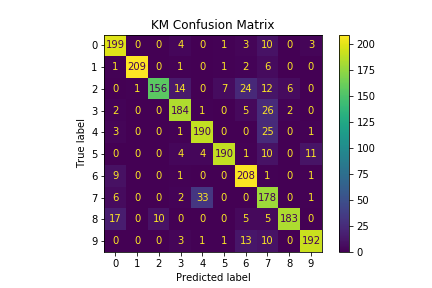 KM Confusion Matrix
0 199 0 0 4 0 1 3 10 0 3
1 1 209 0 1 0 1 2 6 0 0
2 0 1 156 14 0 7 24 12 6 0
3 2 0 0 184 1 0 5 26 2 0
4 3 0 0 1 190 0 0 25 0 1
5 0 0 0 4 4 190 1 10 0 11
6 9 0 0 1 0 0 208 1 0 1
7 6 0 0 2 33 0 0 178 0 1
8 17 0 10 0 0 0 5 5 183 0
9 0 0 0 3 1 1 13 10 0 192
0 1 2 3 4 5 6 7 8 9
Predicted label
True label
200
175
150
125
100
75
50
25
0